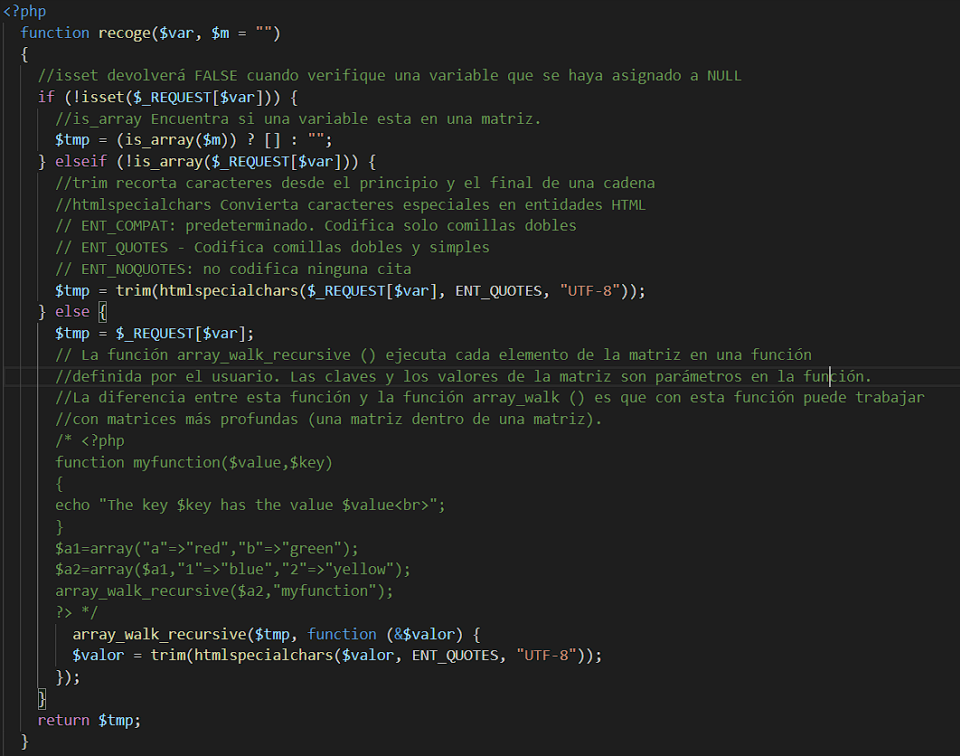 <?php
function recoge($var, $m = "")
{
//isset devolverá FALSE cuando verifique una variable que se haya asignado a NULL
if (!isset($_REQUEST[$var])) {
//is_array Encuentra si una variable esta en una matriz.
$tmp = (is_array($m)) ? [] : "";
} elseif (!is_array($_REQUEST[$var])) {
//trim recorta caracteres desde el principio y el final de una cadena
//htmlspecialchars Convierta caracteres especiales en entidades HTML
// ENT_COMPAT: predeterminado. Codifica solo comillas dobles
// ENT_QUOTES - Codifica comillas dobles y simples
// ENT_NOQUOTES: no codifica ninguna cita
$tmp = trim(htmlspecialchars($_REQUEST[$var], ENT_QUOTES, "UTF-8"));
} else {
$tmp = $_REQUEST[$var];
// La función array_walk_recursive () ejecuta cada elemento de la matriz en una función
//definida por el usuario. Las claves y los valores de la matriz son parámetros en la función.
//La diferencia entre esta función y la función array_walk () es que con esta función puede trabajar
//con matrices más profundas (una matriz dentro de una matriz).
/* <?php
function myfunction($value,$key)
{
echo "The key $key has the value $value<br>";
}
$a1=array("a"=>"red","b"=>"green");
$a2=array($a1,"1"=>"blue","2"=>"yellow");
array_walk_recursive($a2,"myfunction");
?> */
array_walk_recursive($tmp, function (&$valor) {
$valor = trim(htmlspecialchars($valor, ENT_QUOTES, "UTF-8"));
});
}
return $tmp;
}